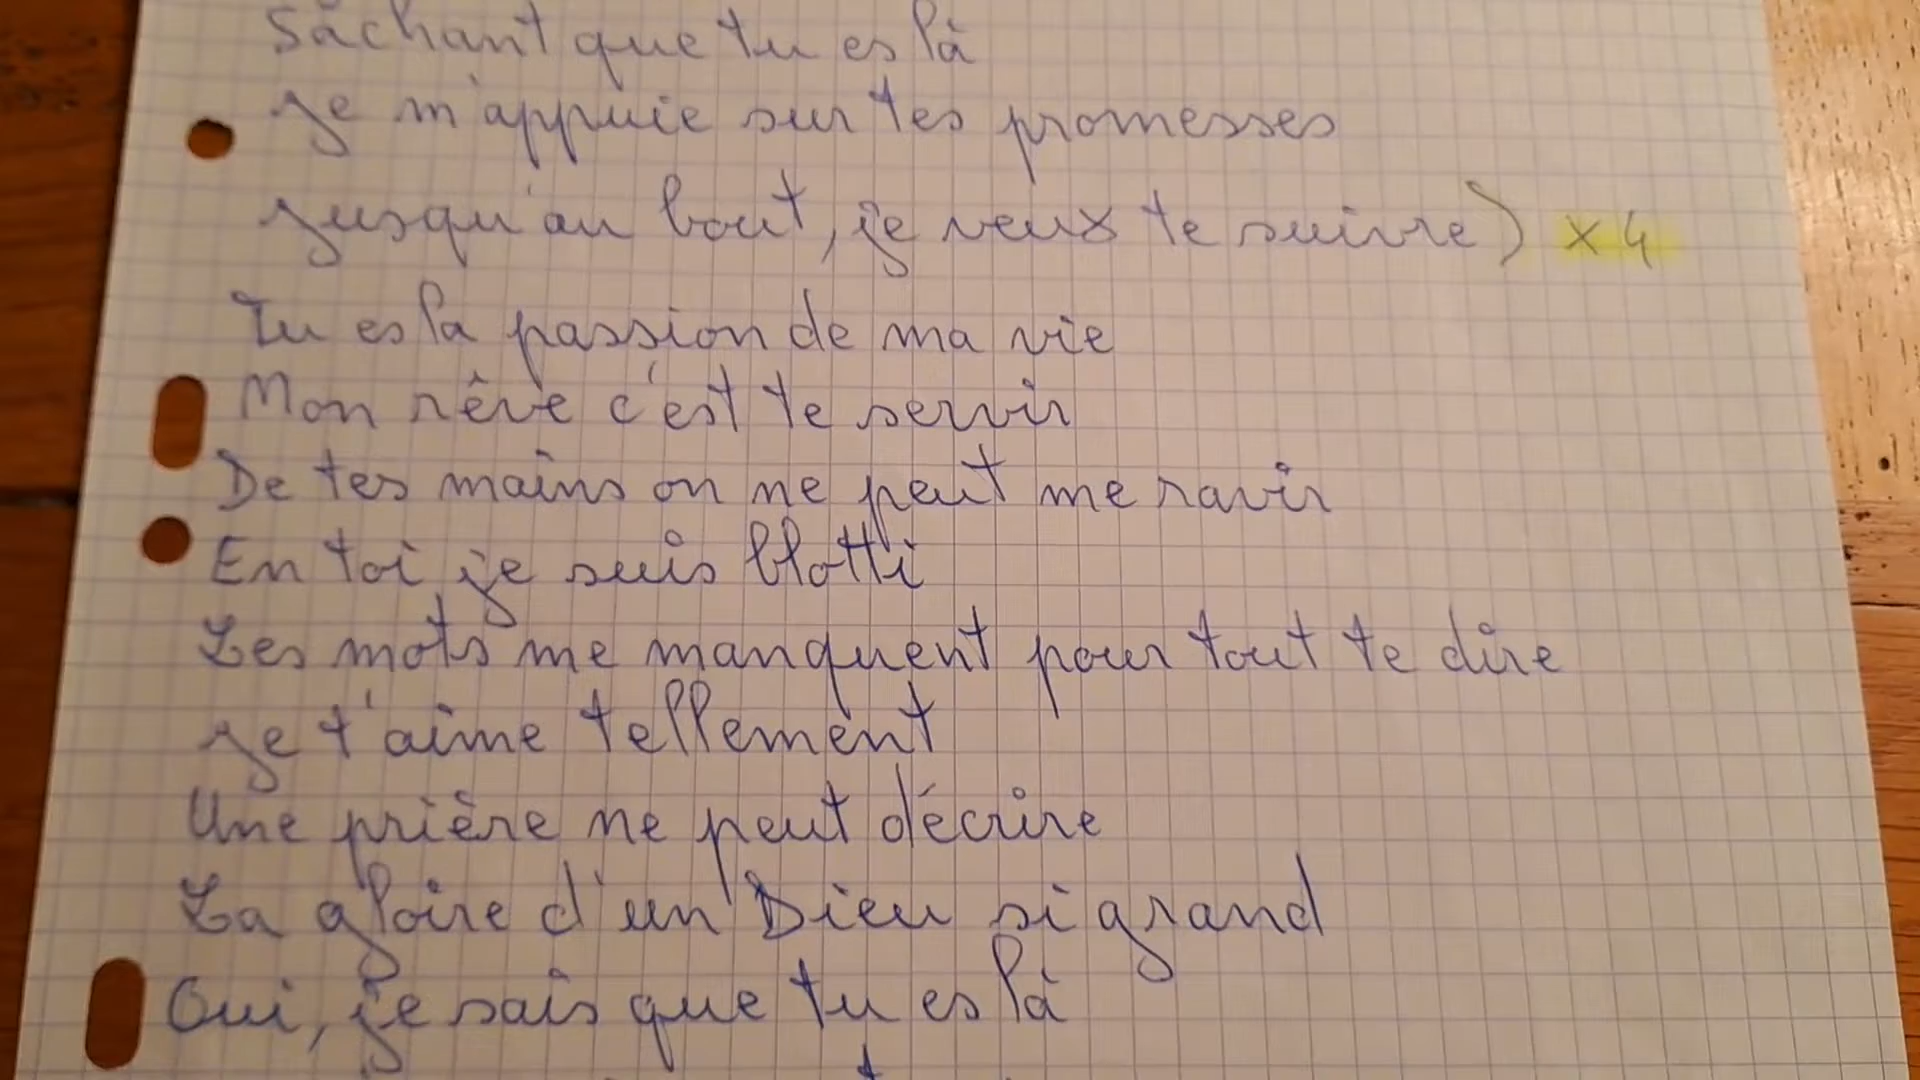 Sâchant que tu es là
Je m'appuie sur tes promesses
Jusqu'au bout, je veux te suivre) x4
Tu es la passion de ma vie
Mon rêve c'est te servir
De tes mains on ne peut me ravir
En toi je suis blotti
Les mots me manquent pour tout te dire
Je t'aime tellement
Une prière ne peut décrire
La gloire d'un Dieu si grand
Oui, je sais que tu es là